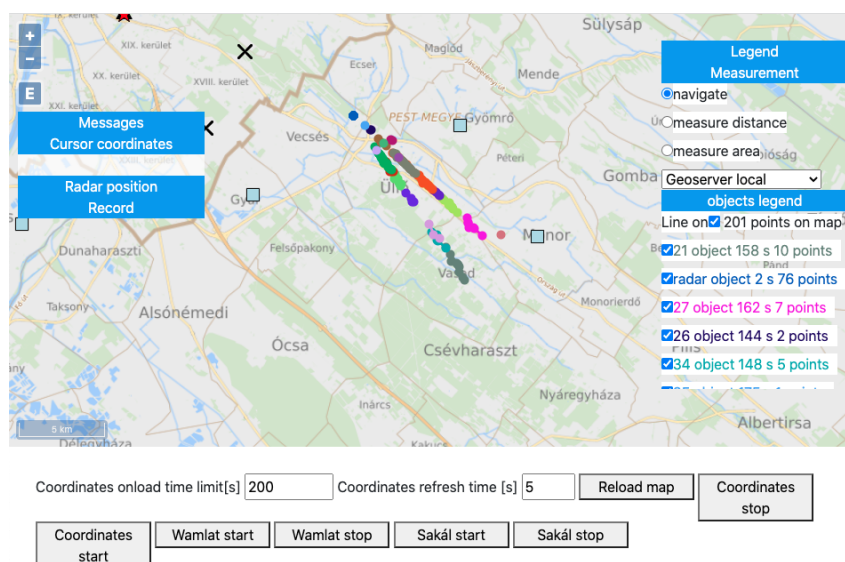 Sülysáp
IX. kerület
XIX. kerület
+
−
Ecser
Maglód
Mende
XX. kerület
XVIII. kerület
E
XXI. kerület
Messages
Cursor coordinates
Radar position
Record
PEST-MEGYE
Gyömrő
Vecsés
Péteri
Gomba
Üllő
Legend
Measurement
navigate
measure distance
measure area
Geoserver local
objects legend
Line on 201 points on map
21 object 158 s 10 points
radar object 2 s 76 points
27 object 162 s 7 points
26 object 144 s 2 points
34 object 148 s 5 points
Dunaharaszti
Felsőpakony
Vasad
Monorierdő
Taksony
Alsónémedi
Ócsa
Csévharaszt
Pilis
Inárcs
Nyáregyháza
Albertirsa
5 km
Délegyháza
Kakucs
Coordinates onload time limit[s] 200 Coordinates refresh time [s] 5 Reload map Coordinates
stop
Coordinates
start
Wamlat start Wamlat stop Sakál start Sakál stop